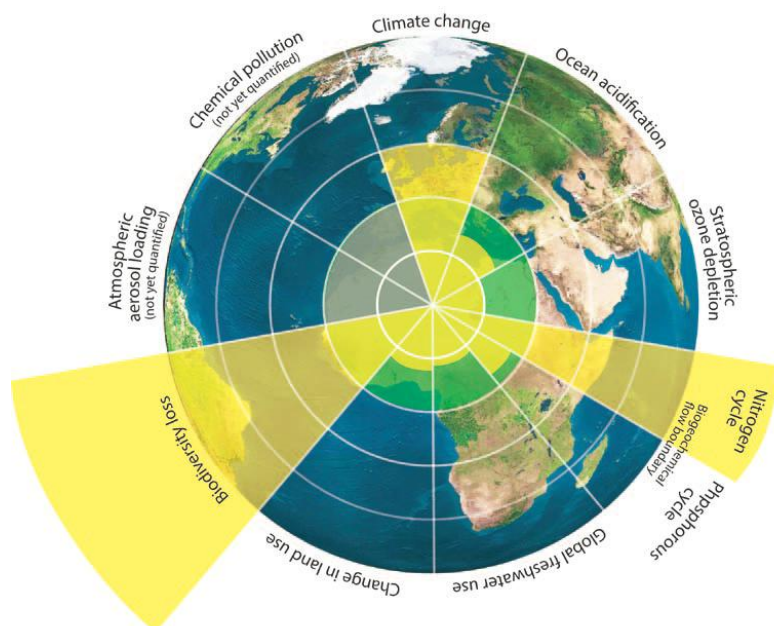 Climate change
Ocean acidification
Stratospheric
ozone depletion
Nitrogen
cycle
Biogeochemical
flow boundary
Phpsphorous
cycle
Global freshwater use
Change in land use
Biodiversity loss
Atmospheric
aerosol loading
(not yet quantified)
Chemical pollution
(not yet quantified)